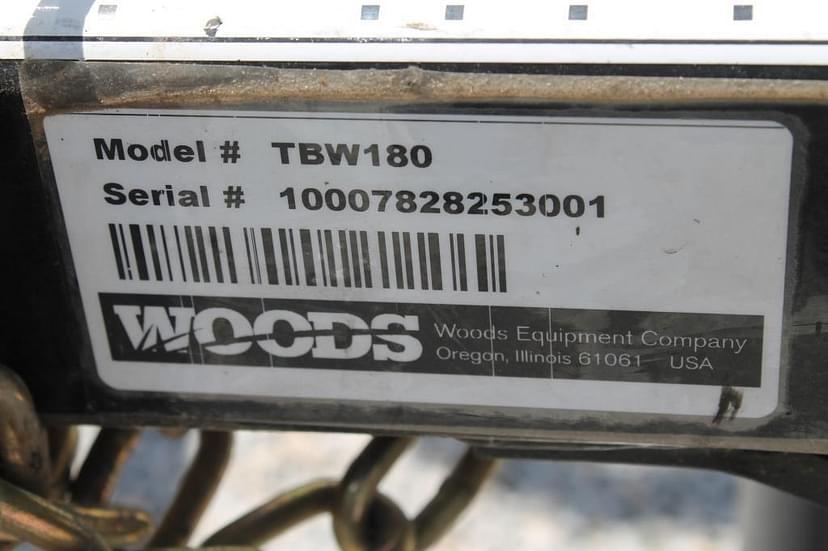 Model # TBW180
Serial # 10007828253001
WOODS
Woods Equipment Company
Oregon, Illinois 61061 USA